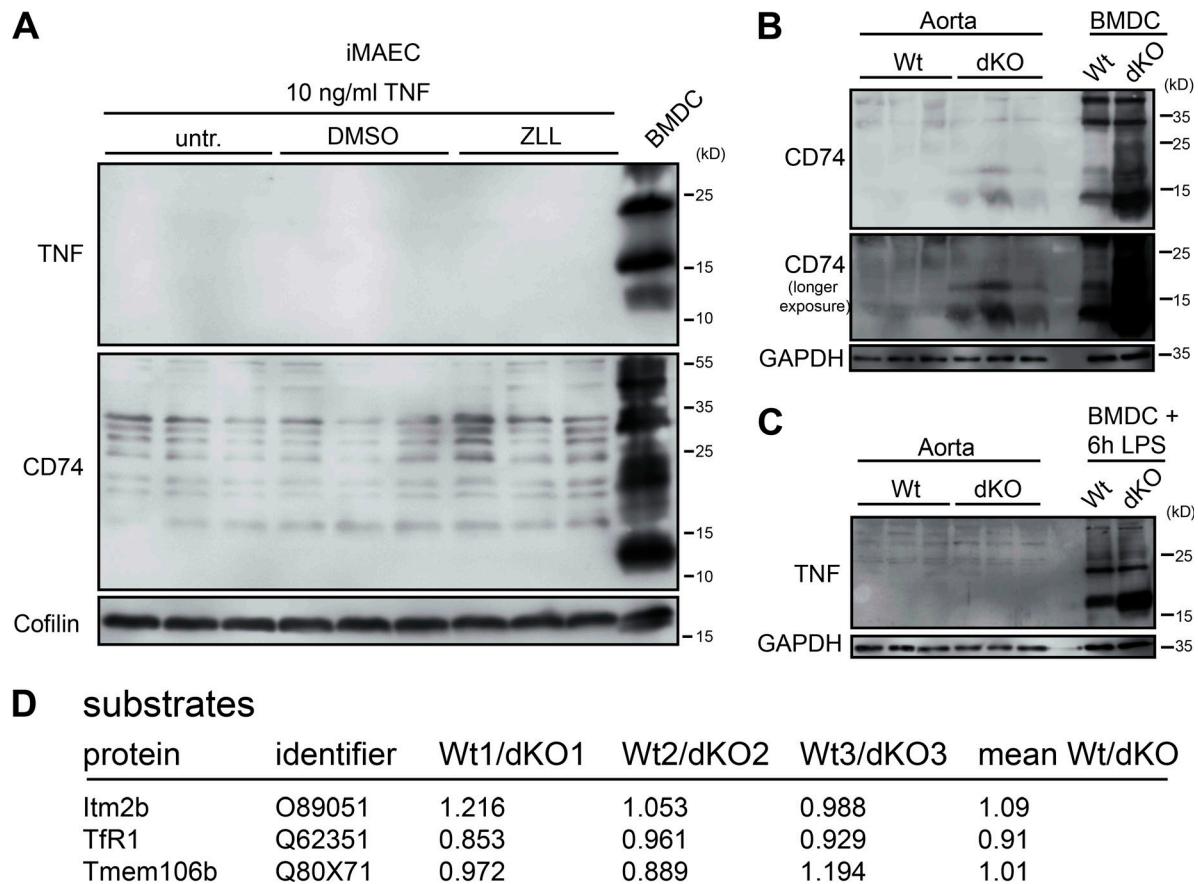 A
iMAEC
10 ng/ml TNF
untr. DMSO ZLL BMDC
(kD)
TNF
25
15
10
CD74
55
35
25
15
10
Cofilin
15
B
Aorta BMDC
Wt dKO Wt dKO
(kD)
CD74
35
25
15
CD74
(longer
exposure)
25
15
GAPDH
35
C
BMDC +
6h LPS
Aorta
Wt dKO Wt dKO
(kD)
TNF
25
15
GAPDH
35
D substrates
protein identifier Wt1/dKO1 Wt2/dKO2 Wt3/dKO3 mean Wt/dKO
Itm2b O89051 1.216 1.053 0.988 1.09
TfR1 Q62351 0.853 0.961 0.929 0.91
Tmem106b Q80X71 0.972 0.889 1.194 1.01